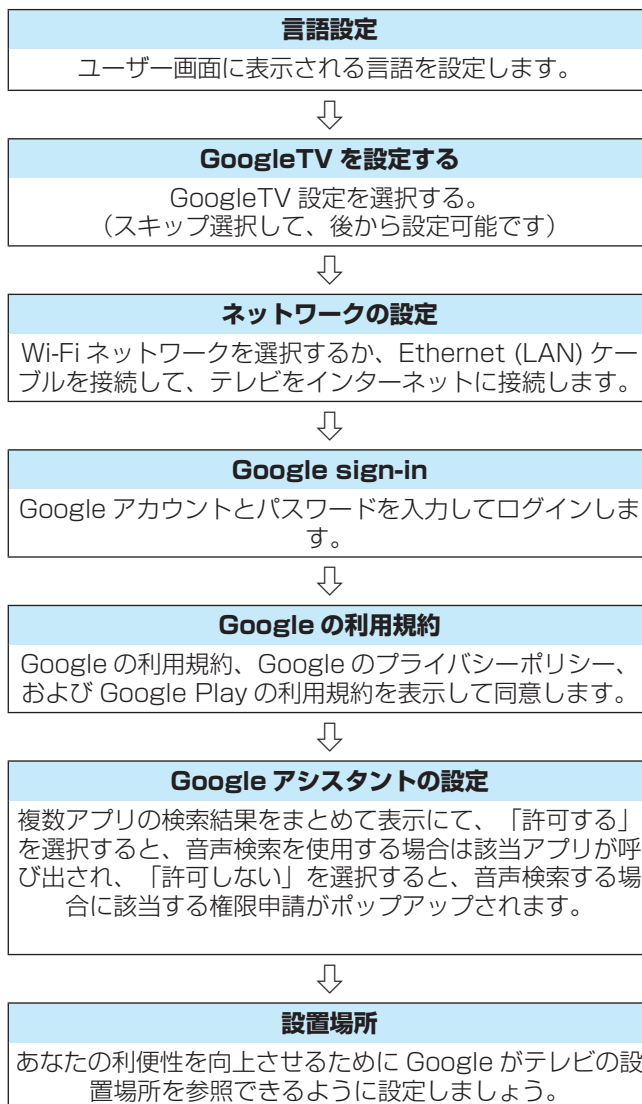 言語設定
ユーザー画面に表示される言語を設定します。
GoogleTV を設定する
GoogleTV 設定を選択する。
（スキップ選択して、後から設定可能です）
ネットワークの設定
Wi-Fi ネットワークを選択するか、Ethernet (LAN) ケー
ブルを接続して、テレビをインターネットに接続します。
Google sign-in
Google アカウントとパスワードを入力してログインしま
す。
Google の利用規約
Google の利用規約、Google のプライバシーポリシー、
および Google Play の利用規約を表示して同意します。
Google アシスタントの設定
複数アプリの検索結果をまとめて表示にて、「許可する」
を選択すると、音声検索を使用する場合は該当アプリが呼
び出され、「許可しない」を選択すると、音声検索する場
合に該当する権限申請がポップアップされます。
設置場所
あなたの利便性を向上させるために Google がテレビの設
置場所を参照できるように設定しましょう。